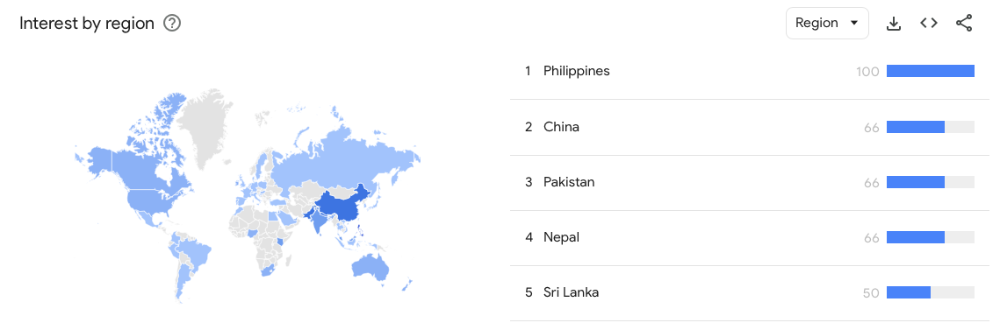 Interest by region
Region
1 Philippines 100
2 China 66
3 Pakistan 66
4 Nepal 66
5 Sri Lanka 50